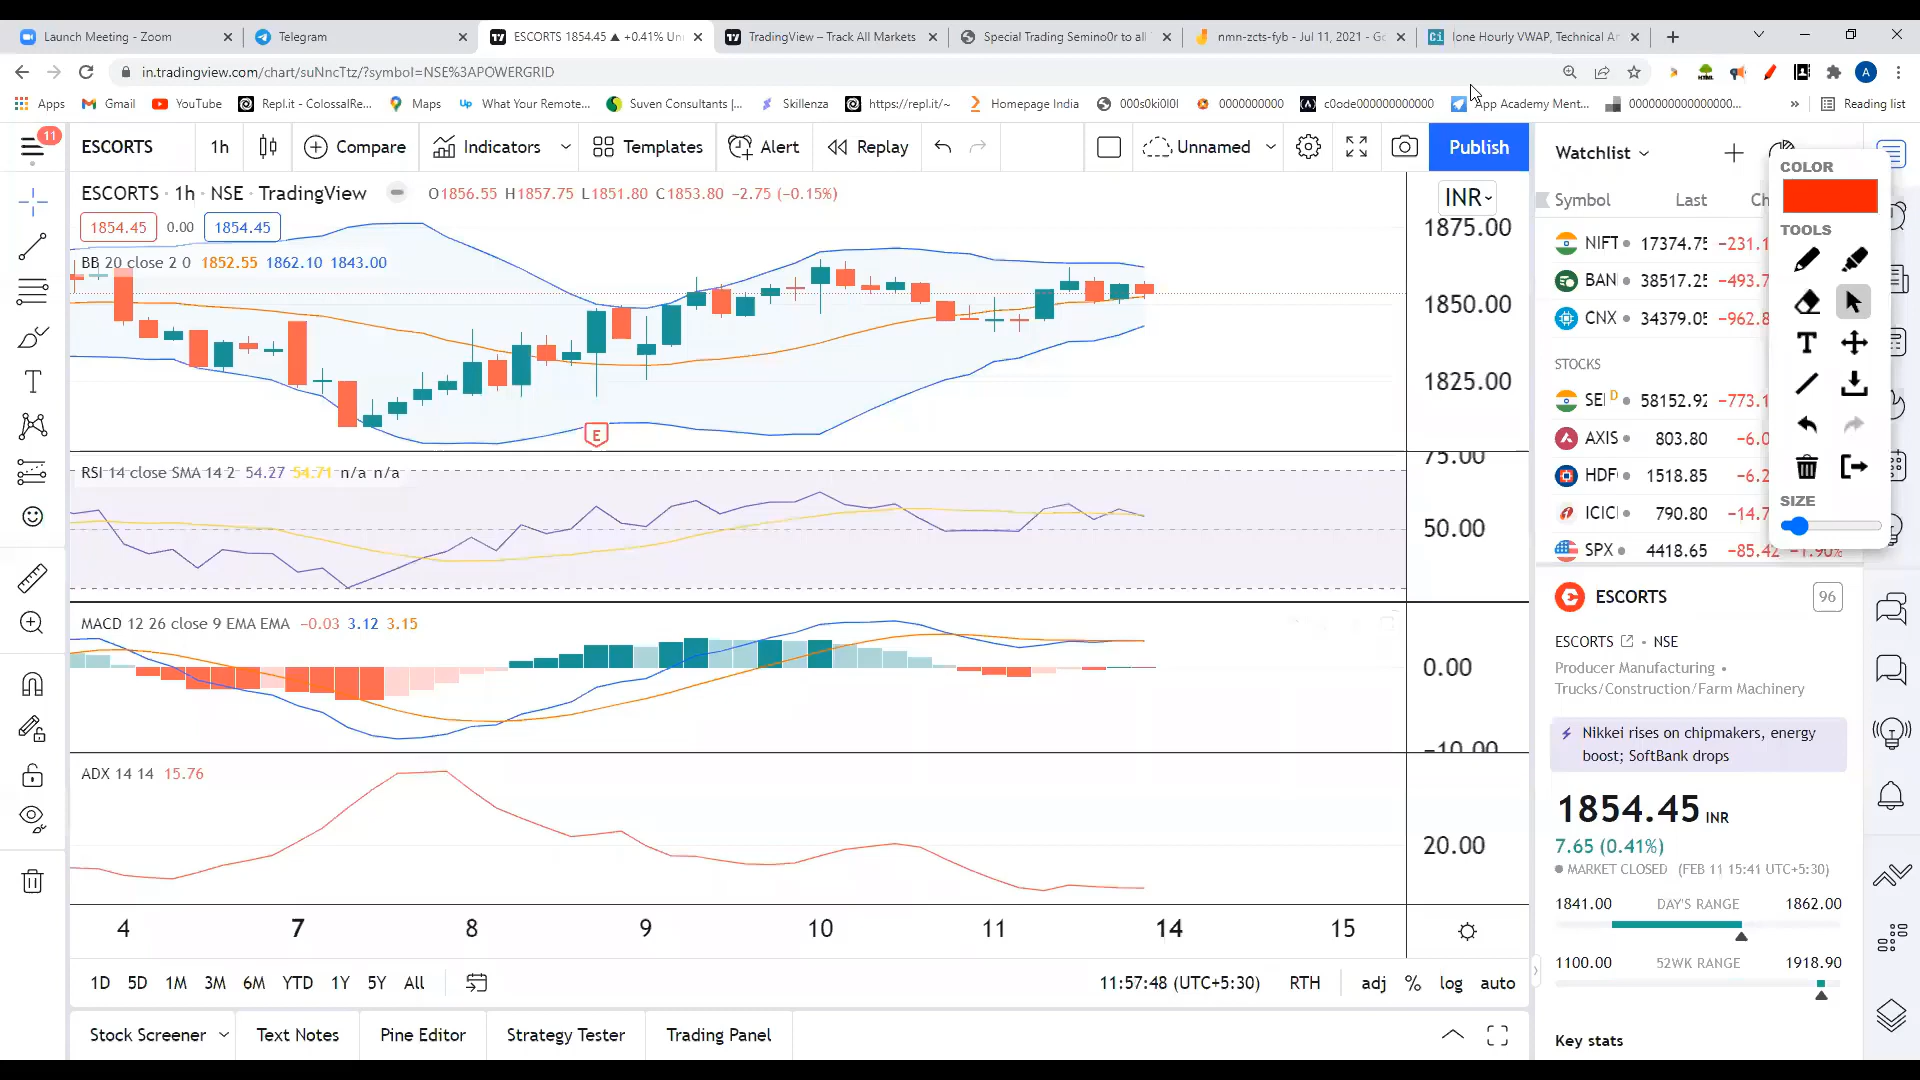 Launch Meeting - Zoom
Telegram
ESCORTS 1854.45 ▲ +0.41% Un
TradingView – Track All Markets
Special Trading Semino0r to all
nmn-zcts-fyb - Jul 11, 2021 - Go
lone Hourly VWAP, Technical An
in.tradingview.com/chart/suNncTtz/?symbol=NSE%3APOWERGRID
A
Apps
Gmail
YouTube
Repl.it - ColossalRe...
Maps
What Your Remote...
Suven Consultants |...
Skillenza
https://repl.it/~
Homepage India
000s0ki0l0l
0000000000
c0ode000000000000
App Academy Ment...
0000000000000000...
»
Reading list
11
ESCORTS
1h
Compare
Indicators
Templates
Alert
Replay
Unnamed
Publish
Watchlist
COLOR
ESCORTS · 1h · NSE · TradingView
O1856.55 H1857.75 L1851.80 C1853.80 −2.75 (−0.15%)
INR
Symbol
Last
Ch
1854.45
0.00
1854.45
1875.00
TOOLS
BB 20 close 2 0 1852.55 1862.10 1843.00
NIFT
17374.75
−231.1
BAN
38517.25
−493.7
1850.00
CNX
34379.05
−962.8
STOCKS
1825.00
SEI D
58152.92
−773.1
AXIS
803.80
−6.0
E
HDF
1518.85
−6.2
RSI 14 close SMA 14 2 54.27 54.71 n/a n/a
75.00
SIZE
50.00
ICICI
790.80
−14.7
SPX
4418.65
−85.42
−1.90%
ESCORTS
96
MACD 12 26 close 9 EMA EMA −0.03 3.12 3.15
ESCORTS
• NSE
0.00
Producer Manufacturing •
Trucks/Construction/Farm Machinery
−10.00
Nikkei rises on chipmakers, energy
boost; SoftBank drops
ADX 14 14 15.76
1854.45 INR
20.00
7.65 (0.41%)
MARKET CLOSED (FEB 11 15:41 UTC+5:30)
1841.00
DAY'S RANGE
1862.00
4 7 8 9 10 11 14 15
1100.00
52WK RANGE
1918.90
1D 5D 1M 3M 6M YTD 1Y 5Y All
11:57:48 (UTC+5:30)
RTH
adj % log auto
Stock Screener
Text Notes
Pine Editor
Strategy Tester
Trading Panel
Key stats